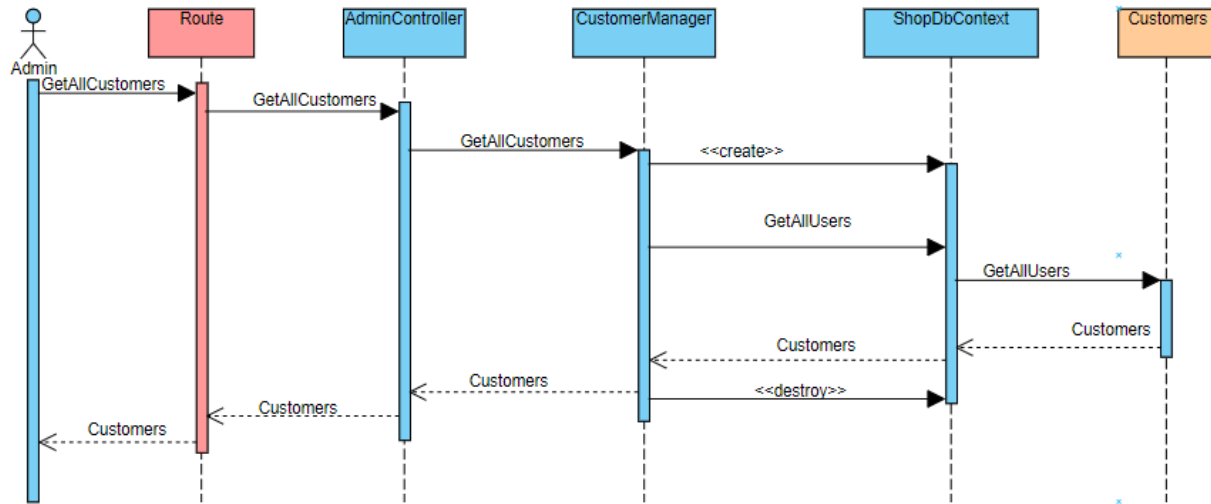 Route
AdminController
CustomerManager
ShopDbContext
Customers
Admin
GetAllCustomers
GetAllCustomers
GetAllCustomers
<<create>>
GetAllUsers
GetAllUsers
Customers
Customers
Customers
<<destroy>>
Customers
Customers